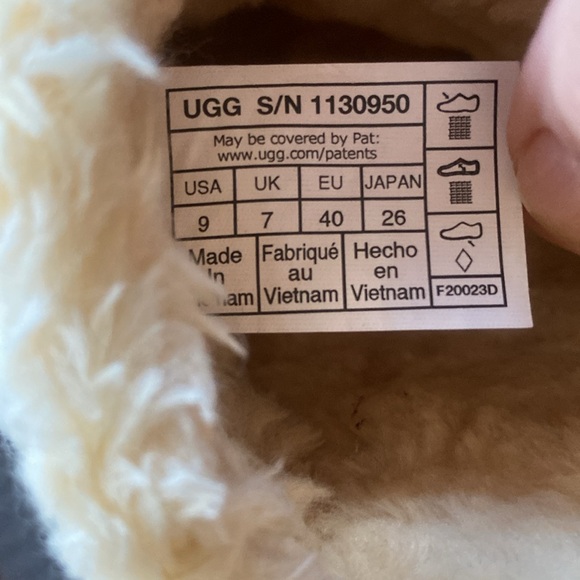 UGG S/N 1130950
May be covered by Pat:
www.ugg.com/patents
USA UK EU JAPAN
9 7 40 26
Made Fabriqué Hecho
In au en
Vietnam Vietnam
F20023D